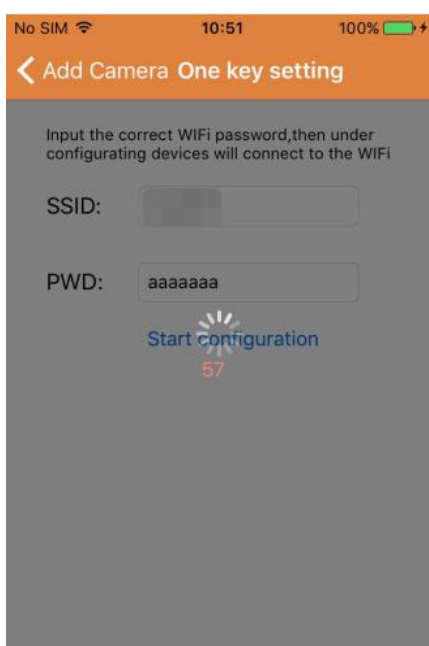 No SIM 10:51 100%
Add Camera One key setting
Input the correct WIFi password,then under
configurating devices will connect to the WIFi
SSID:
PWD: aaaaaaa
Start configuration
57